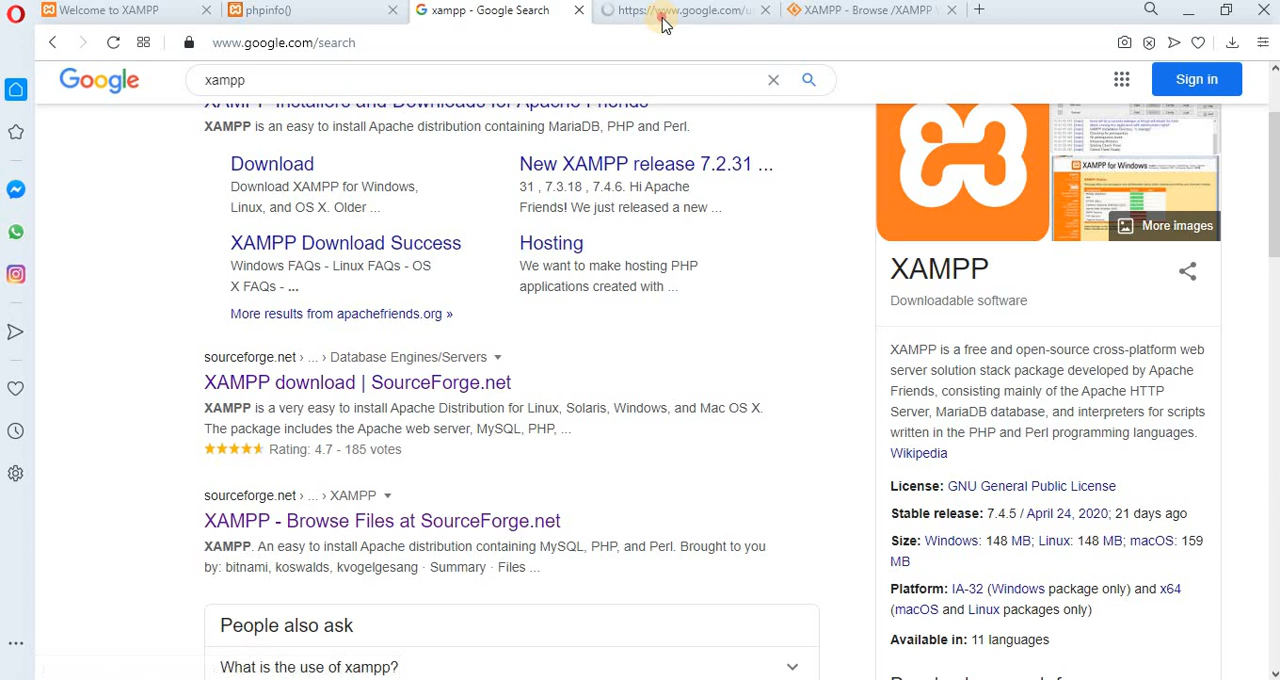 Welcome to XAMPP
phpinfo()
xampp - Google Search
https://www.google.com/u
XAMPP - Browse /XAMPP
www.google.com/search
Google
xampp
Sign in
XAMPP Installers and Downloads for Apache Friends
XAMPP is an easy to install Apache distribution containing MariaDB, PHP and Perl.
Download
Download XAMPP for Windows,
Linux, and OS X. Older ...
New XAMPP release 7.2.31 ...
31 , 7.3.18 , 7.4.6. Hi Apache
Friends! We just released a new ...
XAMPP Download Success
Windows FAQs - Linux FAQs - OS
X FAQs - ...
Hosting
We want to make hosting PHP
applications created with ...
More results from apachefriends.org »
sourceforge.net › ... › Database Engines/Servers
XAMPP download | SourceForge.net
XAMPP is a very easy to install Apache Distribution for Linux, Solaris, Windows, and Mac OS X.
The package includes the Apache web server, MySQL, PHP, ...
Rating: 4.7 - 185 votes
sourceforge.net › ... › XAMPP
XAMPP - Browse Files at SourceForge.net
XAMPP. An easy to install Apache distribution containing MySQL, PHP, and Perl. Brought to you
by: bitnami, koswalds, kvogelgesang · Summary · Files ...
People also ask
What is the use of xampp?
XAMPP for Windows
More images
XAMPP
Downloadable software
XAMPP is a free and open-source cross-platform web
server solution stack package developed by Apache
Friends, consisting mainly of the Apache HTTP
Server, MariaDB database, and interpreters for scripts
written in the PHP and Perl programming languages.
Wikipedia
License: GNU General Public License
Stable release: 7.4.5 / April 24, 2020; 21 days ago
Size: Windows: 148 MB; Linux: 148 MB; macOS: 159
MB
Platform: IA-32 (Windows package only) and x64
(macOS and Linux packages only)
Available in: 11 languages